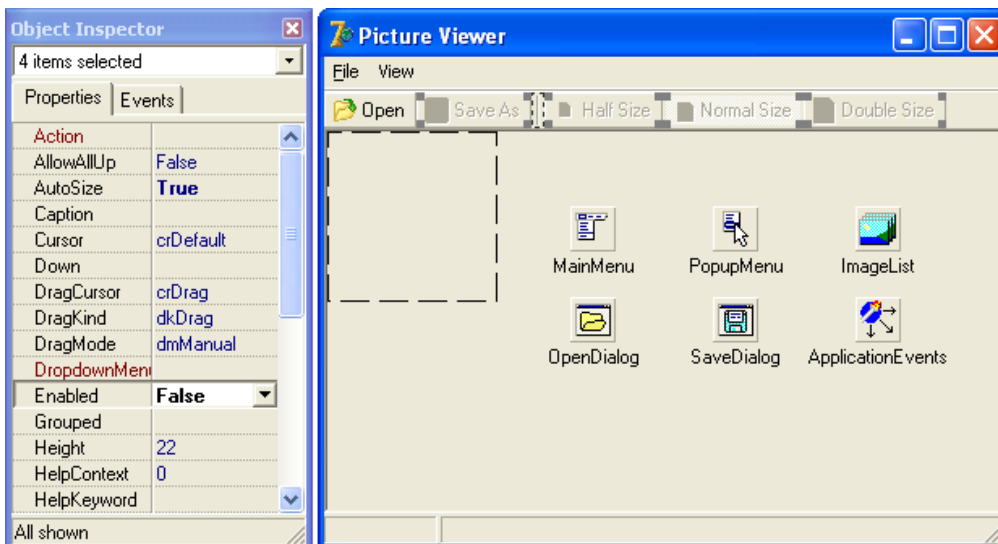 Object Inspector
4 items selected
Properties Events
Action
AllowAllUp False
AutoSize True
Caption
Cursor crDefault
Down
DragCursor crDrag
DragKind dkDrag
DragMode dmManual
DropdownMenu
Enabled False
Grouped
Height 22
HelpContext 0
HelpKeyword
All shown
Picture Viewer
File View
Open Save As Half Size Normal Size Double Size
MainMenu PopupMenu ImageList
OpenDialog SaveDialog ApplicationEvents